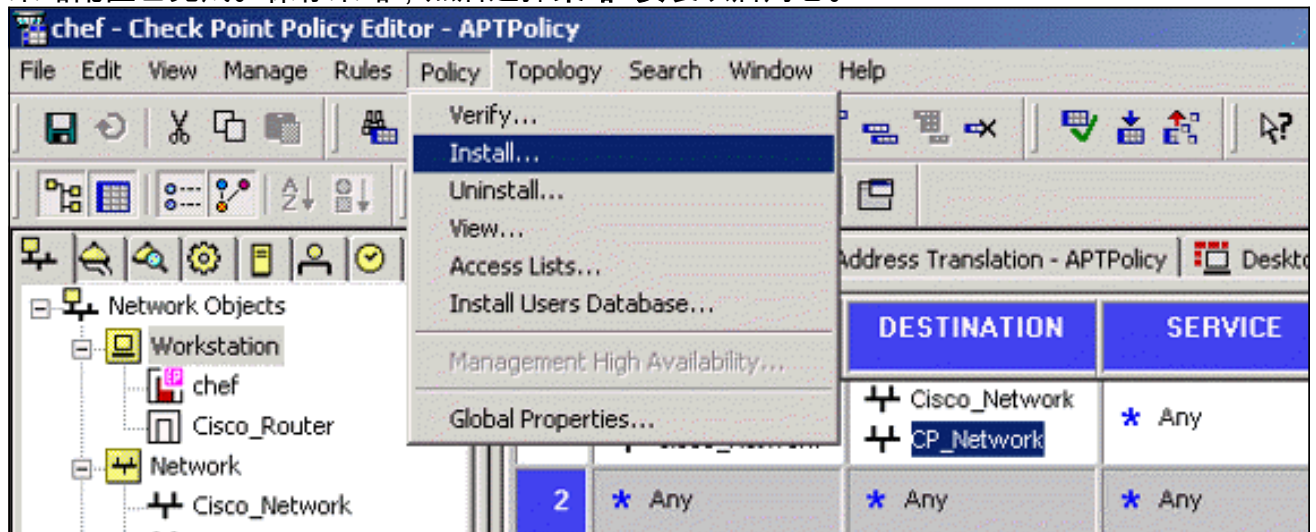 chef - Check Point Policy Editor - APTPolicy
File Edit View Manage Rules Policy Topology Search Window Help
Verify...
Install...
Uninstall...
View...
Access Lists...
Install Users Database...
Management High Availability...
Global Properties...
Address Translation - APTPolicy
Network Objects
Workstation
chef
Cisco_Router
Network
Cisco_Network
DESTINATION SERVICE
Cisco_Network
CP_Network
* Any
2 * Any * Any * Any